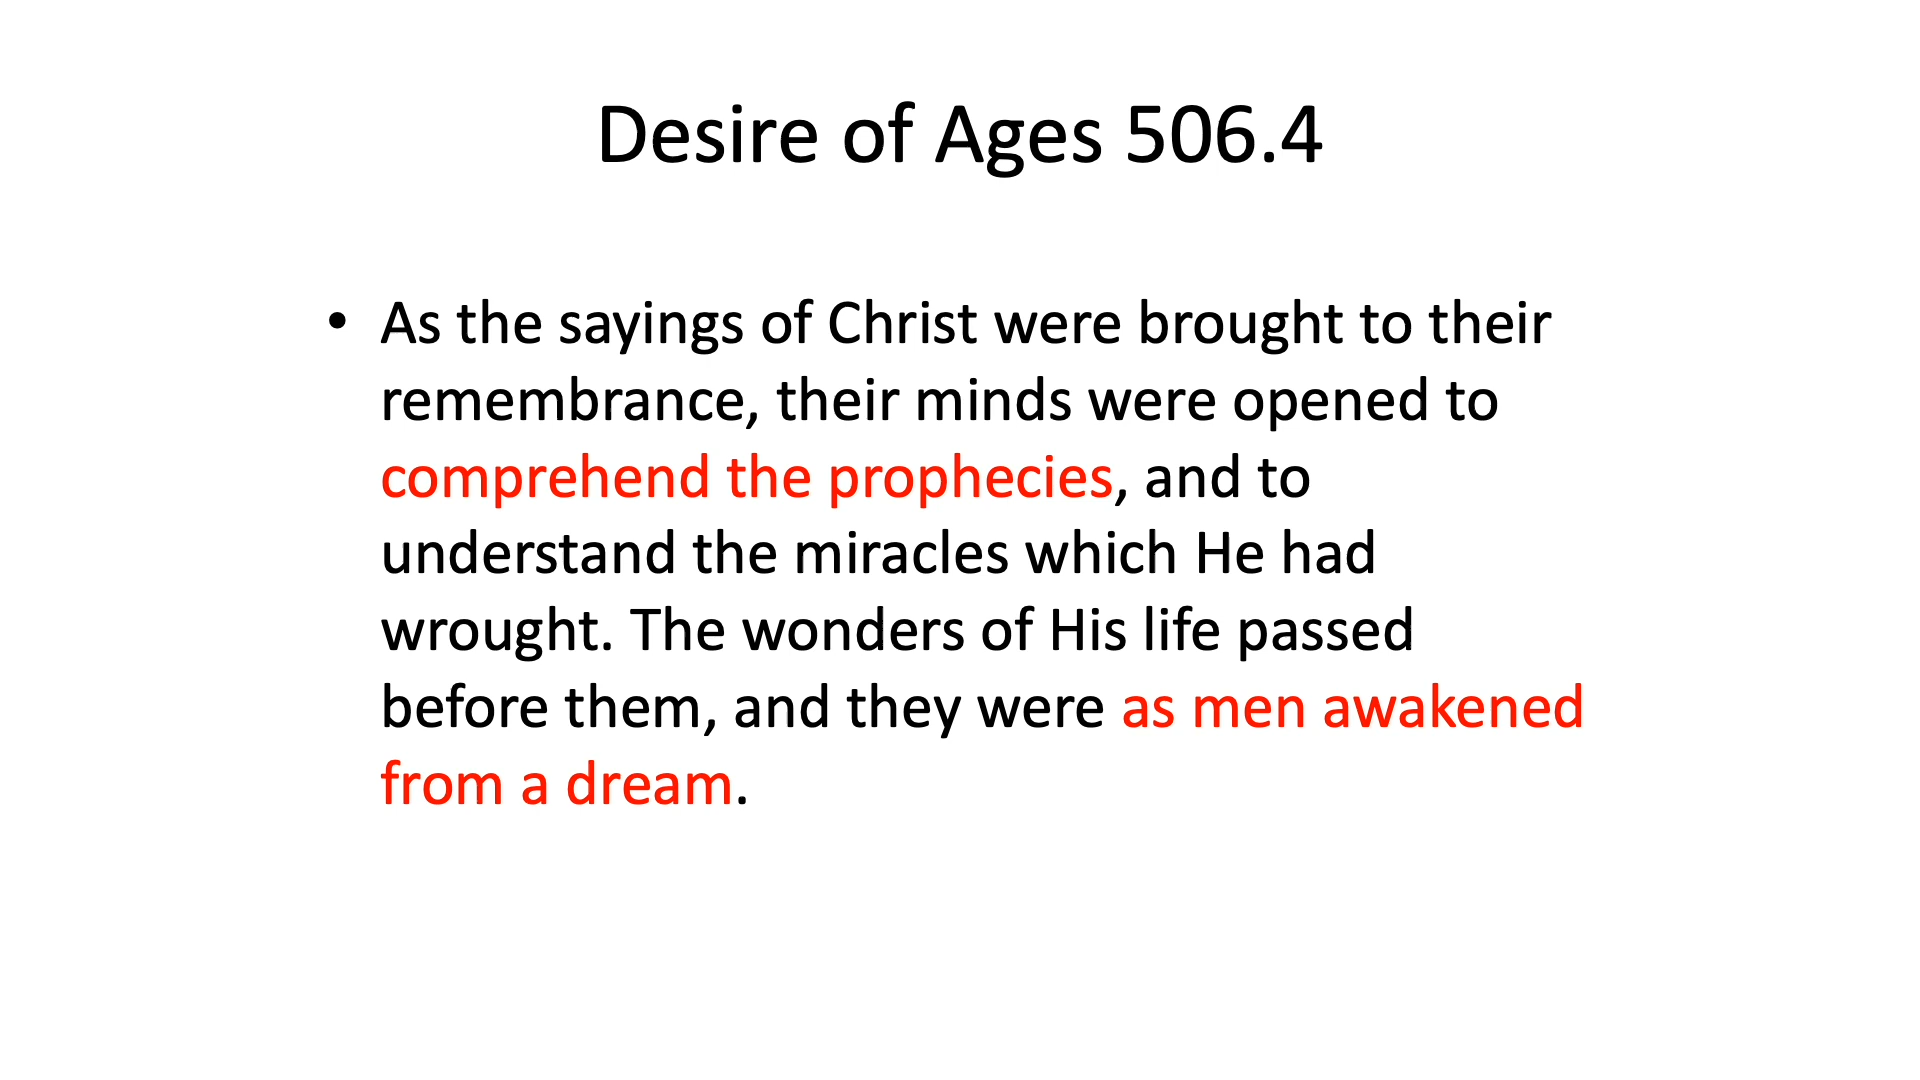 Desire of Ages 506.4
• As the sayings of Christ were brought to their
remembrance, their minds were opened to
comprehend the prophecies, and to
understand the miracles which He had
wrought. The wonders of His life passed
before them, and they were as men awakened
from a dream.